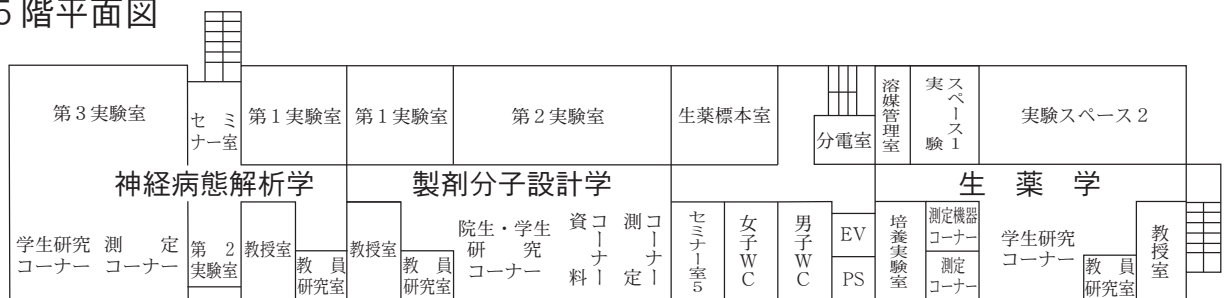 5階平面図
第3実験室
セミ
ナー室
第1実験室
第1実験室
第2実験室
生薬標本室
分電室
溶媒管理室
実験
スペース1
実験スペース2
神経病態解析学
製剤分子設計学
生薬学
学生研究
コーナー
測定
コーナー
第2
実験室
教授室
教員
研究室
教授室
教員
研究室
院生・学生
研究
コーナー
資料
コーナー
測定
コーナー
セミナー室5
女子WC
男子WC
EV
PS
培養実験室
測定機器
コーナー
測定
コーナー
学生研究
コーナー
教員
研究室
教授室